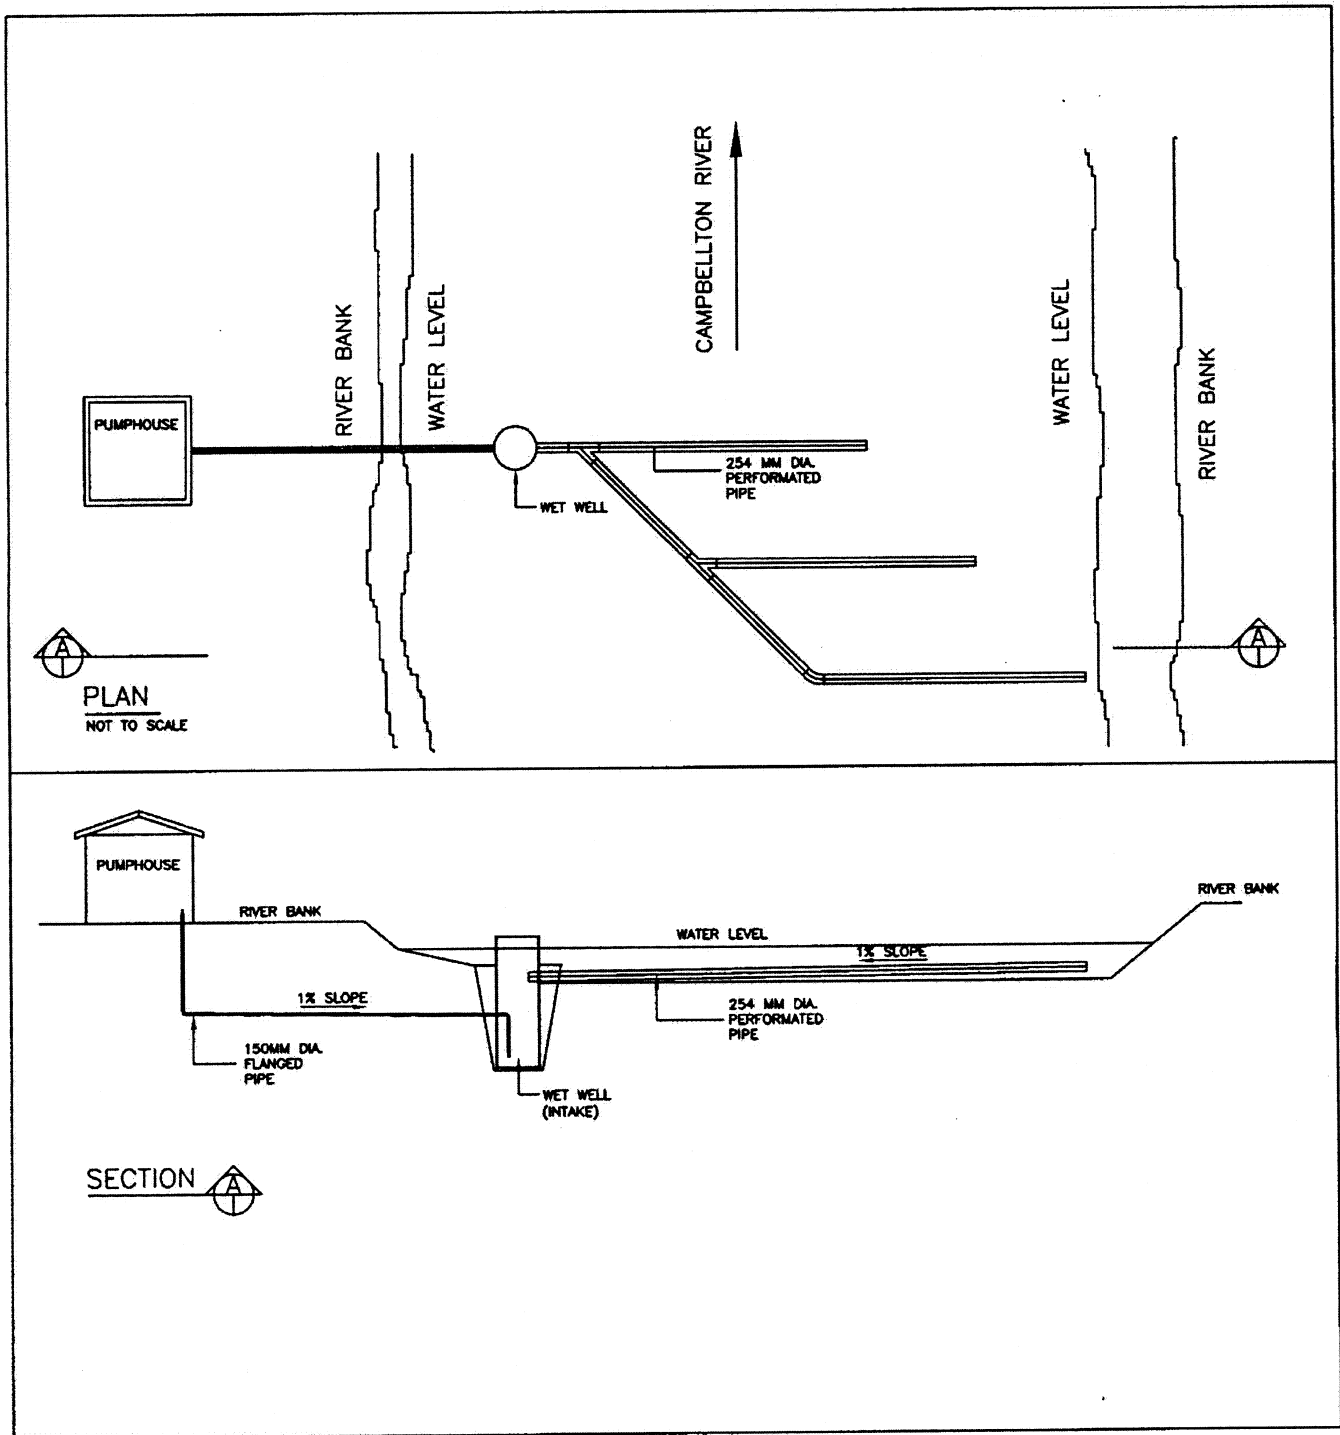 CAMPBELLTON RIVER
RIVER BANK
WATER LEVEL
WATER LEVEL
RIVER BANK
PUMPHOUSE
254 MM DIA.
PERFORMATED
PIPE
WET WELL
A
A
PLAN
NOT TO SCALE
PUMPHOUSE
RIVER BANK
RIVER BANK
WATER LEVEL
1% SLOPE
1% SLOPE
254 MM DIA.
PERFORMATED
PIPE
150MM DIA.
FLANGED
PIPE
WET WELL
(INTAKE)
SECTION A